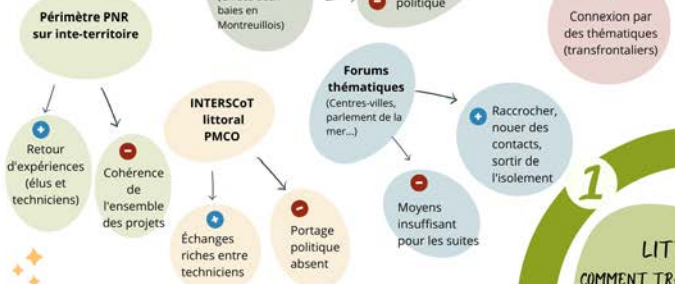 Périmètre PNR
sur inte-territoire
baies en
Montreuillois)
politique
Connexion par
des thématiques
(transfrontaliers)
Forums
thématiques
(Centres-villes,
parlement de la
mer...)
INTERSCoT
littoral
PMCO
Raccrocher,
nouer des
contacts,
sortir de
l'isolement
Retour
d'expériences
(élus et
techniciens)
Cohérence
de
l'ensemble
des projets
Moyens
insuffisant
pour les suites
Échanges
riches entre
techniciens
Portage
politique
absent
1
LIT
COMMENT TR